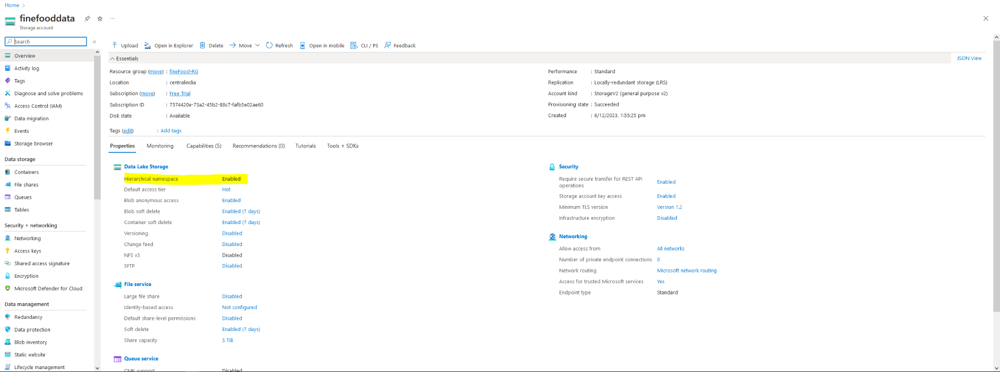 Home
finefooddata
Storage account
Search
Overview
Activity log
Tags
Diagnose and solve problems
Access Control (IAM)
Data migration
Events
Storage browser
Data storage
Containers
File shares
Queues
Tables
Security + networking
Networking
Access keys
Shared access signature
Encryption
Microsoft Defender for Cloud
Data management
Redundancy
Data protection
Blob inventory
Static website
Lifecycle management
Upload Open in Explorer Delete Move Refresh Open in mobile CLI / PS Feedback
Essentials
JSON View
Resource group (move) : fineFood-RG
Location : centralindia
Subscription (move) : Free Trial
Subscription ID : 7574420e-73a2-45b2-88c7-fafb5e02ae60
Disk state : Available
Performance : Standard
Replication : Locally-redundant storage (LRS)
Account kind : StorageV2 (general purpose v2)
Provisioning state : Succeeded
Created : 6/12/2023, 1:55:25 pm
Tags (edit) : Add tags
Properties Monitoring Capabilities (5) Recommendations (0) Tutorials Tools + SDKs
Data Lake Storage
Hierarchical namespace Enabled
Default access tier Hot
Blob anonymous access Enabled
Blob soft delete Enabled (7 days)
Container soft delete Enabled (7 days)
Versioning Disabled
Change feed Disabled
NFS v3 Disabled
SFTP Disabled
File service
Large file share Disabled
Identity-based access Not configured
Default share-level permissions Disabled
Soft delete Enabled (7 days)
Share capacity 5 TiB
Queue service
CMK support Disabled
Security
Require secure transfer for REST API
operations Enabled
Storage account key access Enabled
Minimum TLS version Version 1.2
Infrastructure encryption Disabled
Networking
Allow access from All networks
Number of private endpoint connections 0
Network routing Microsoft network routing
Access for trusted Microsoft services Yes
Endpoint type Standard